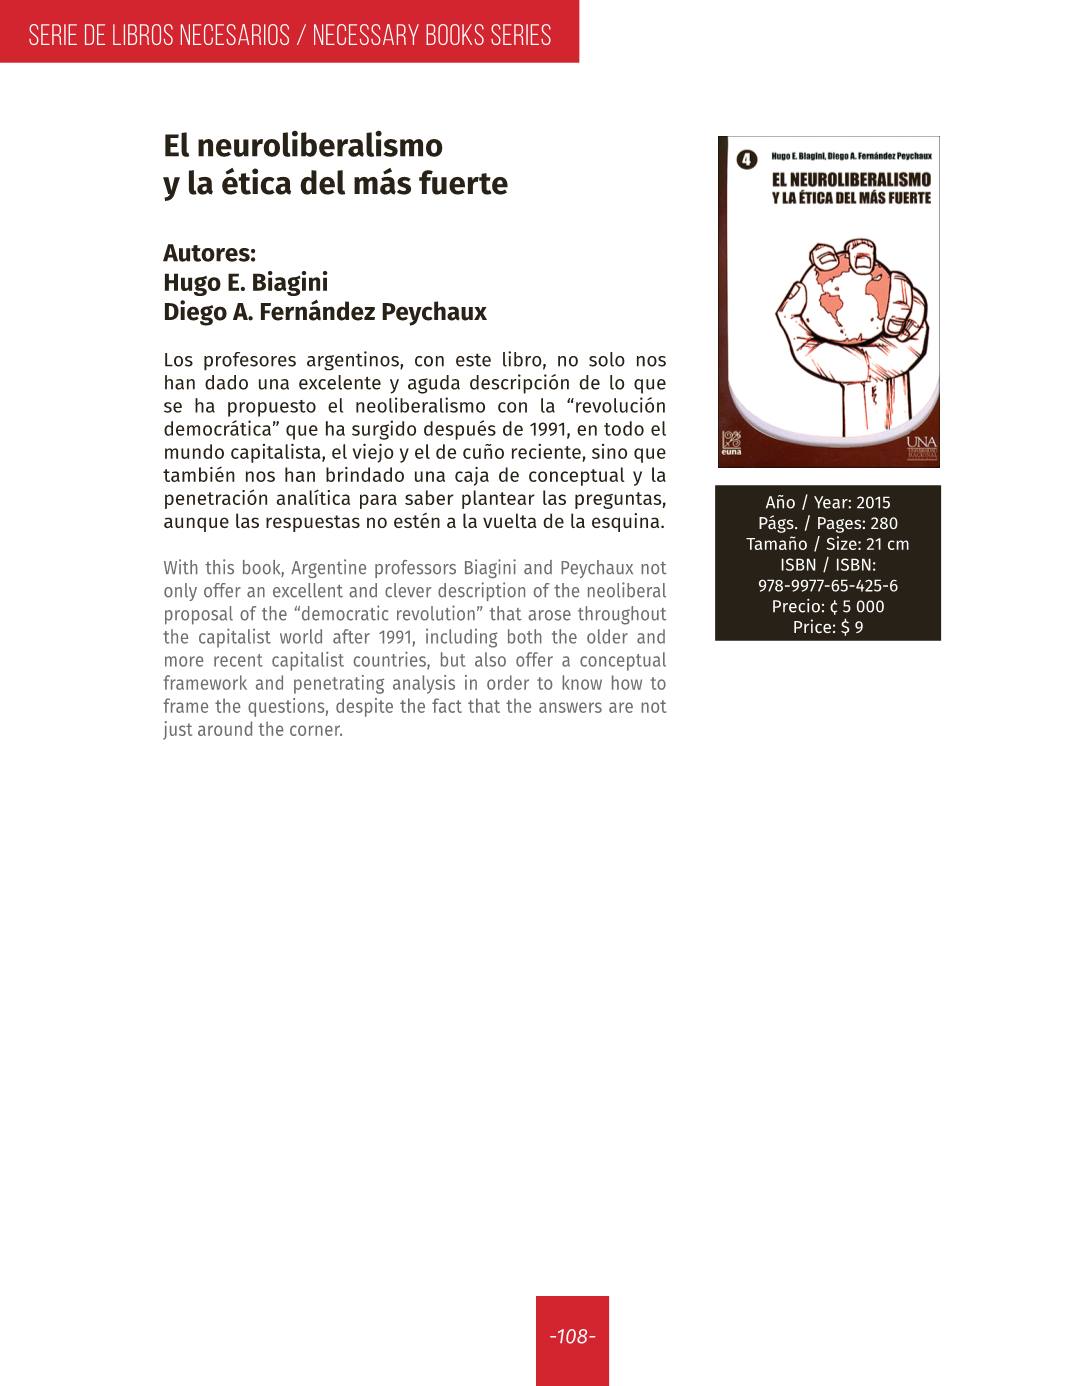 SERIE DE LIBROS NECESARIOS / NECESSARY BOOKS SERIES
El neuroliberalismo
y la ética del más fuerte
Autores:
Hugo E. Biagini
Diego A. Fernández Peychaux
Los profesores argentinos, con este libro, no solo nos
han dado una excelente y aguda descripción de lo que
se ha propuesto el neoliberalismo con la “revolución
democrática” que ha surgido después de 1991, en todo el
mundo capitalista, el viejo y el de cuño reciente, sino que
también nos han brindado una caja de conceptual y la
penetración analítica para saber plantear las preguntas,
aunque las respuestas no estén a la vuelta de la esquina.
With this book, Argentine professors Biagini and Peychaux not
only offer an excellent and clever description of the neoliberal
proposal of the “democratic revolution” that arose throughout
the capitalist world after 1991, including both the older and
more recent capitalist countries, but also offer a conceptual
framework and penetrating analysis in order to know how to
frame the questions, despite the fact that the answers are not
just around the corner.
4
Hugo E. Biagini, Diego A. Fernández Peychaux
EL NEUROLIBERALISMO
Y LA ÉTICA DEL MÁS FUERTE
euna
UNA
Año / Year: 2015
Págs. / Pages: 280
Tamaño / Size: 21 cm
ISBN / ISBN:
978-9977-65-425-6
Precio: ¢ 5 000
Price: $ 9
-108-